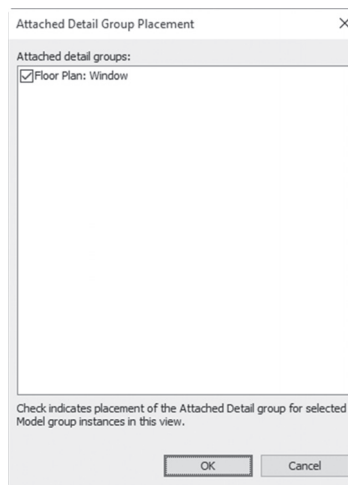 Attached Detail Group Placement
Attached detail groups:
Floor Plan: Window
Check indicates placement of the Attached Detail group for selected
Model group instances in this view.
OK Cancel